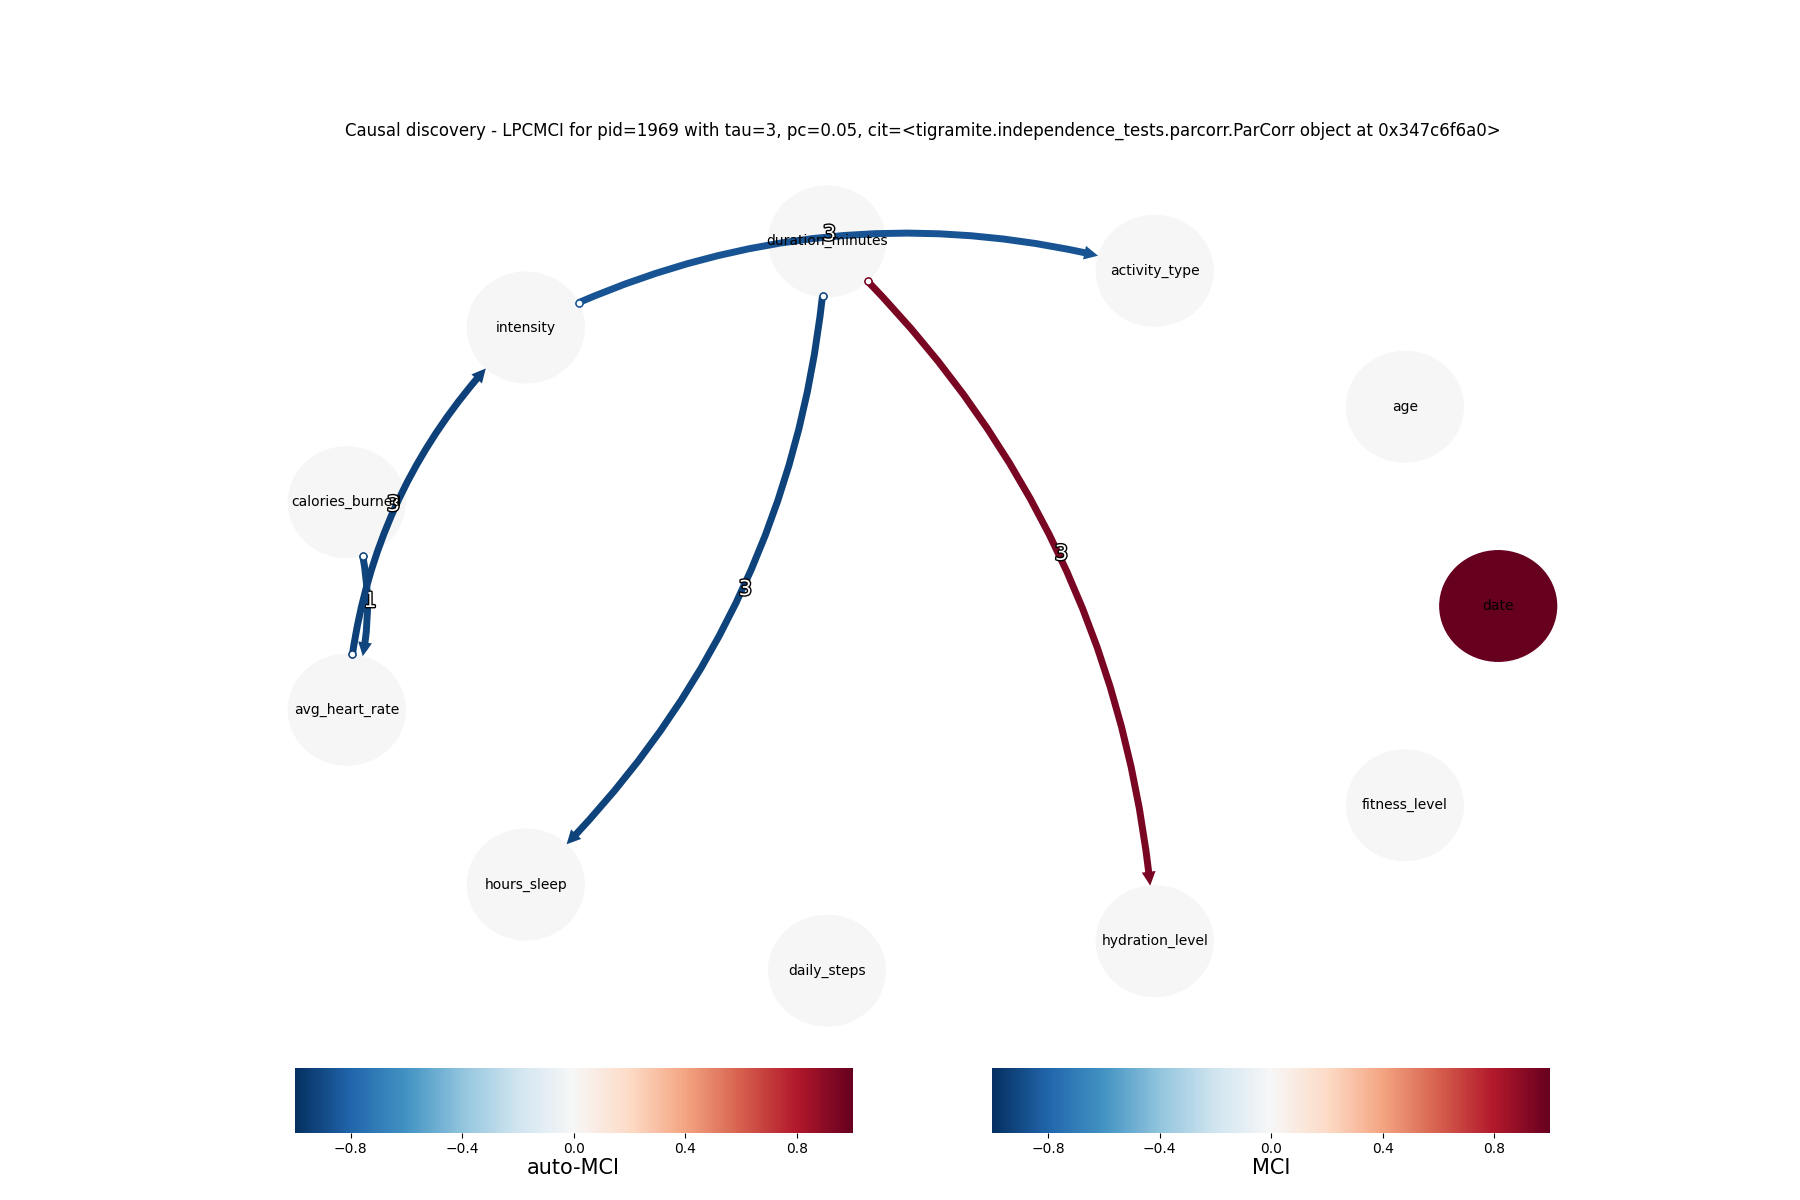 Causal discovery - LPCMCI for pid=1969 with tau=3, pc=0.05, cit=<tigramite.independence_tests.parcorr.ParCorr object at 0x347c6f6a0>
3
duration_minutes
activity_type
intensity
age
calories_burned
3
3
3
1
date
avg_heart_rate
fitness_level
hours_sleep
hydration_level
daily_steps
−0.8 −0.4 0.0 0.4 0.8
auto-MCI
−0.8 −0.4 0.0 0.4 0.8
MCI